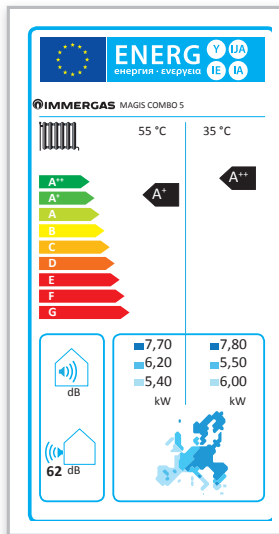 ENERG Y IJA
енергия · ενεργεια IE IA
IMMERGAS MAGIS COMBO 5
55 °C 35 °C
A++
A+
A
B
C
D
E
F
G
A+
A++
dB
62 dB
7,70 7,80
6,20 5,50
5,40 6,00
kW kW